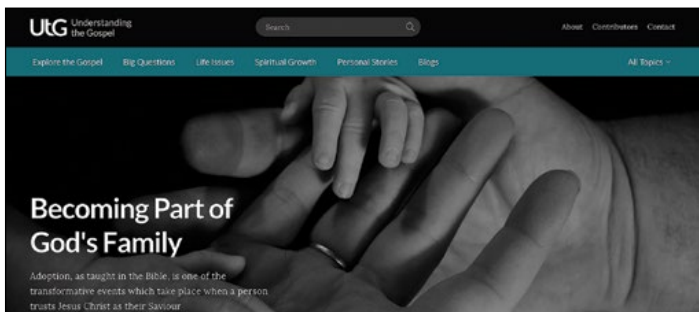 UtG Understanding
the Gospel
Search
About Contributors Contact
Explore the Gospel Big Questions Life Issues Spiritual Growth Personal Stories Blogs All Topics
Becoming Part of
God's Family
Adoption, as taught in the Bible, is one of the
transformative events which take place when a person
trusts Jesus Christ as their Saviour